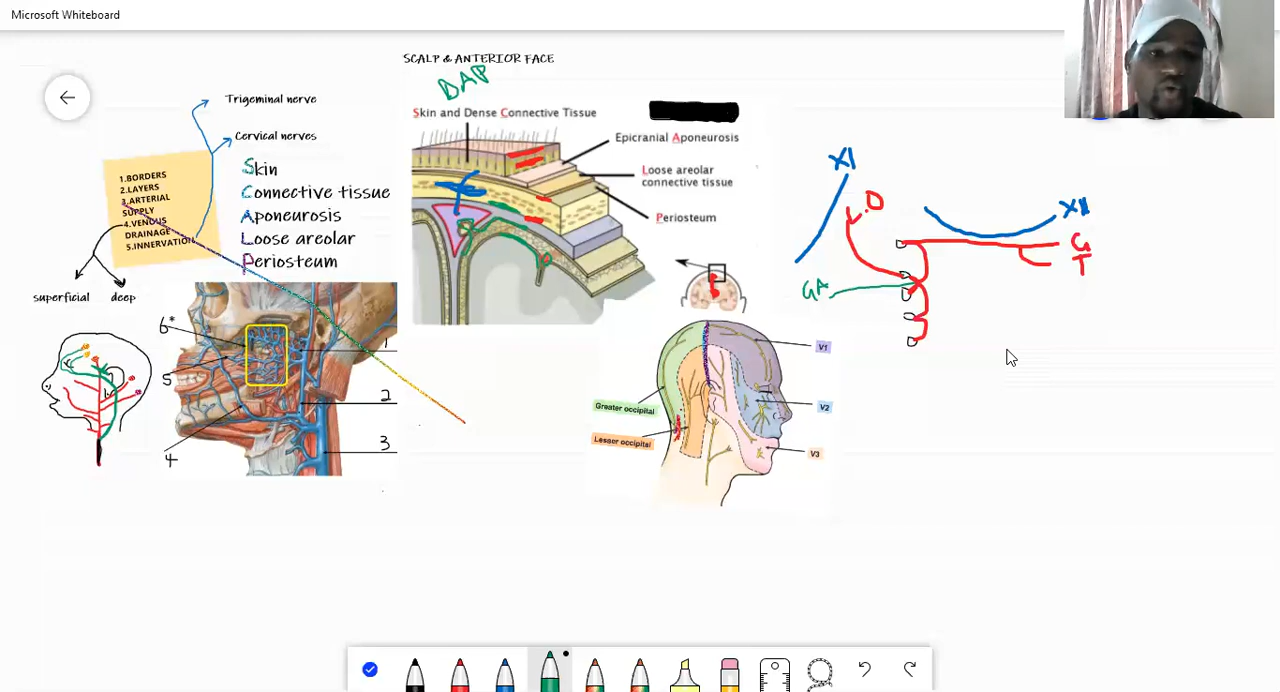 Microsoft Whiteboard
SCALP & ANTERIOR FACE
DAP
Trigeminal nerve
Cervical nerves
1.BORDERS
2.LAYERS
3.ARTERIAL
SUPPLY
4.VENOUS
DRAINAGE
5.INNERVATION
superficial
deep
Skin
Connective tissue
Aponeurosis
Loose areolar
Periosteum
Skin and Dense Connective Tissue
Epicranial Aponeurosis
Loose areolar
connective tissue
Periosteum
6*
5
4
1
2
3
Greater occipital
Lesser occipital
V1
V2
V3
XI
O
XII
G
T
GA